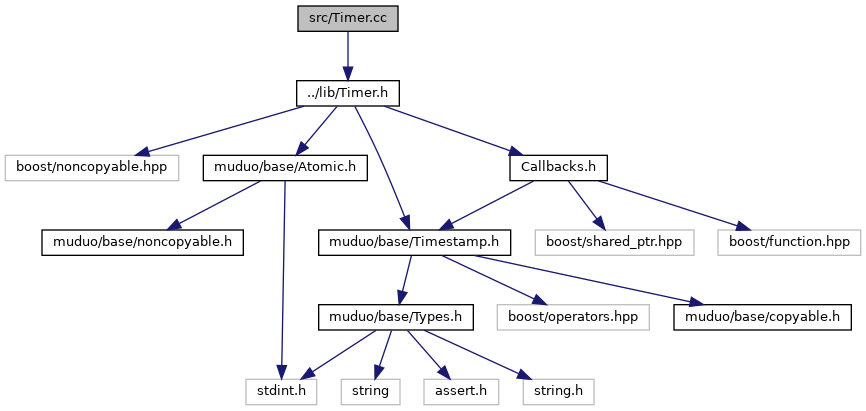 src/Timer.cc
../lib/Timer.h
boost/noncopyable.hpp
muduo/base/Atomic.h
Callbacks.h
muduo/base/noncopyable.h
muduo/base/Timestamp.h
boost/shared_ptr.hpp
boost/function.hpp
muduo/base/Types.h
boost/operators.hpp
muduo/base/copyable.h
stdint.h
string
assert.h
string.h